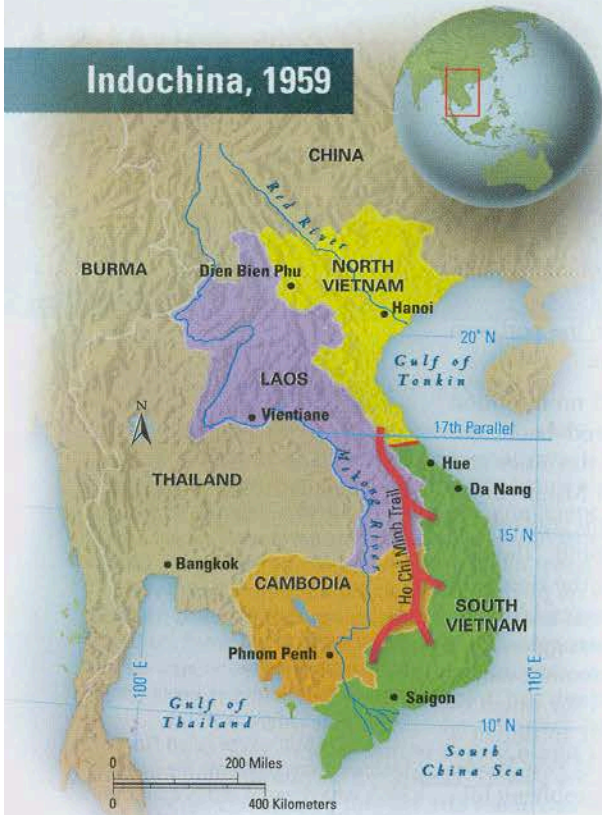 Indochina, 1959
CHINA
Red River
BURMA
Dien Bien Phu
NORTH
VIETNAM
Hanoi
20° N
Gulf of
Tonkin
LAOS
N
Vientiane
17th Parallel
Hue
THAILAND
Mekong River
Da Nang
Ho Chi Minh Trail
15° N
Bangkok
CAMBODIA
SOUTH
VIETNAM
Phnom Penh
100° E
110° E
Saigon
Gulf of
Thailand
10° N
South
China Sea
0 200 Miles
0 400 Kilometers